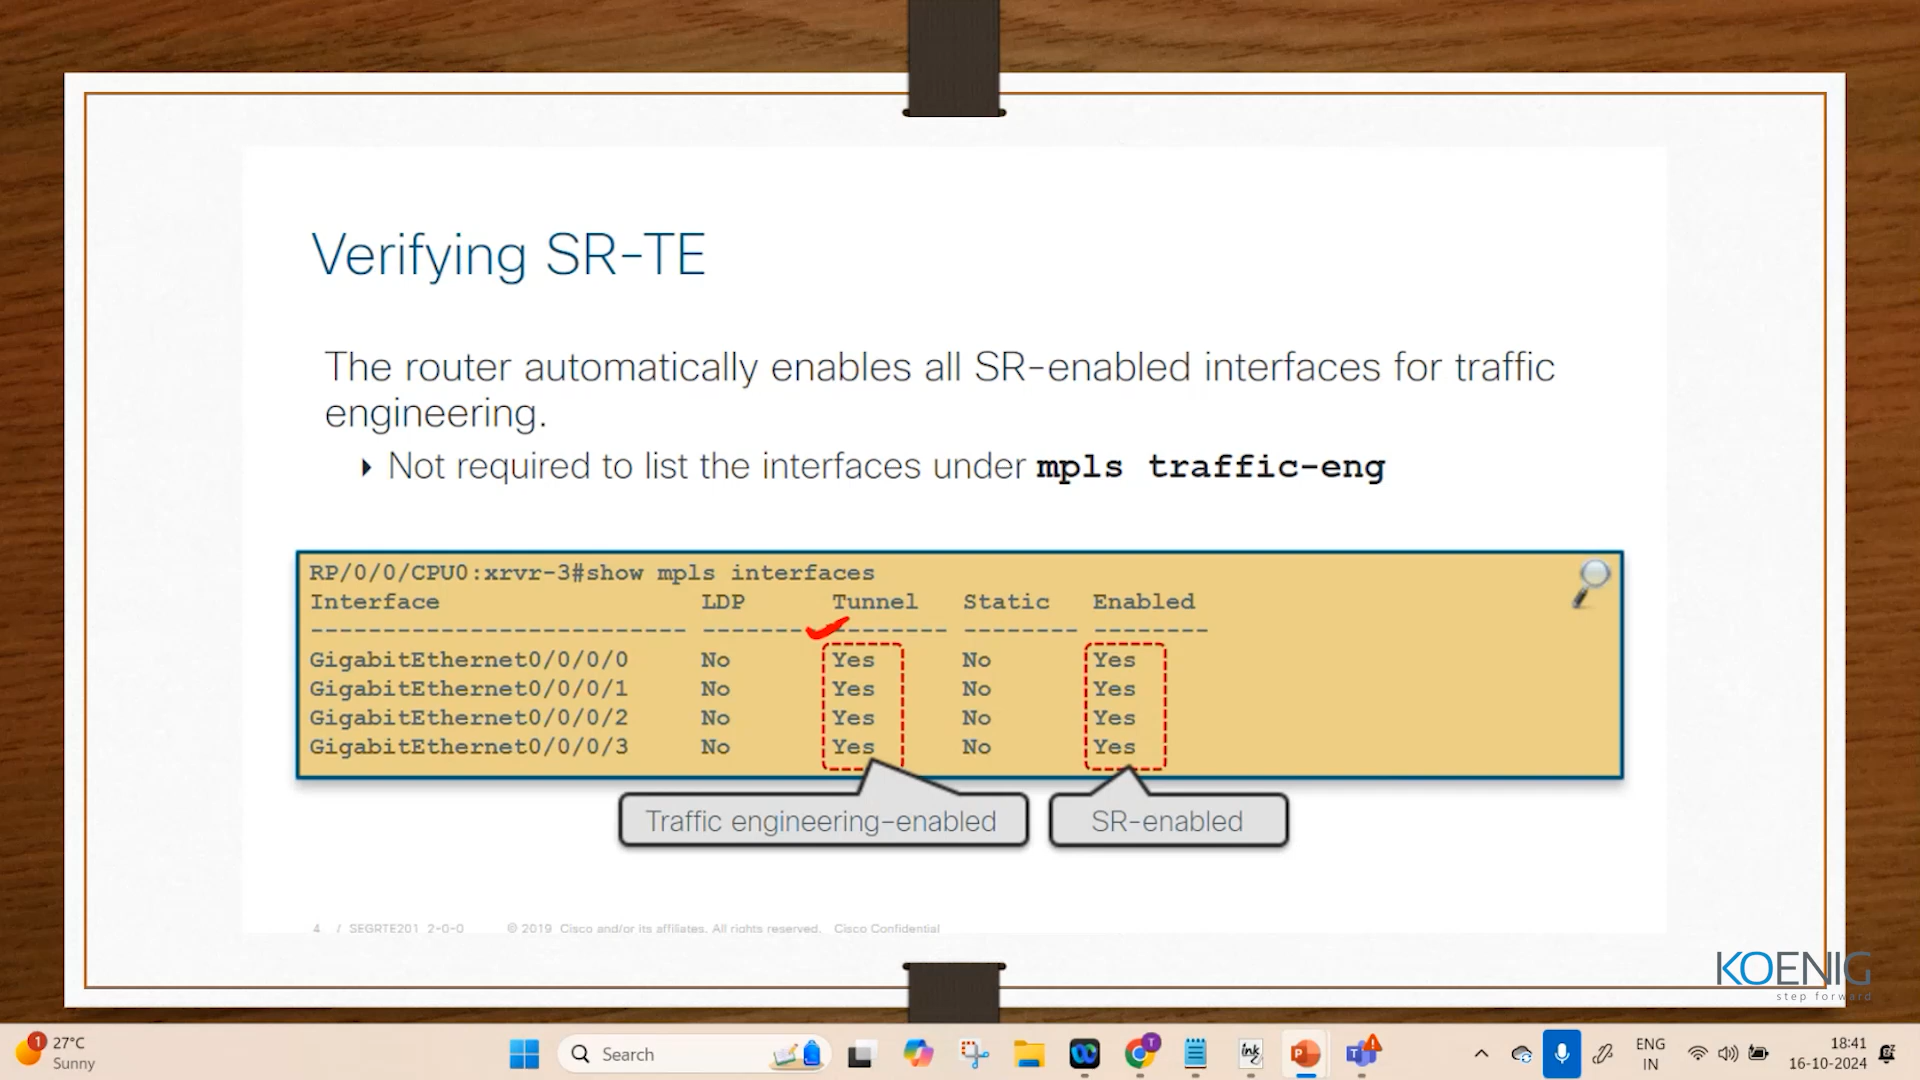 Verifying SR-TE
The router automatically enables all SR-enabled interfaces for traffic
engineering.
Not required to list the interfaces under mpls traffic-eng
RP/0/0/CPU0:xrvr-3#show mpls interfaces
Interface LDP Tunnel Static Enabled
-------------------------- -------- -------- -------- --------
GigabitEthernet0/0/0/0 No Yes No Yes
GigabitEthernet0/0/0/1 No Yes No Yes
GigabitEthernet0/0/0/2 No Yes No Yes
GigabitEthernet0/0/0/3 No Yes No Yes
Traffic engineering-enabled
SR-enabled
4 / SEGRTE201 2-0-0 © 2019 Cisco and/or its affiliates. All rights reserved. Cisco Confidential
KOENIG
step forward
1
27°C
Sunny
Search
ink
T
P
T
ENG
IN
18:41
16-10-2024